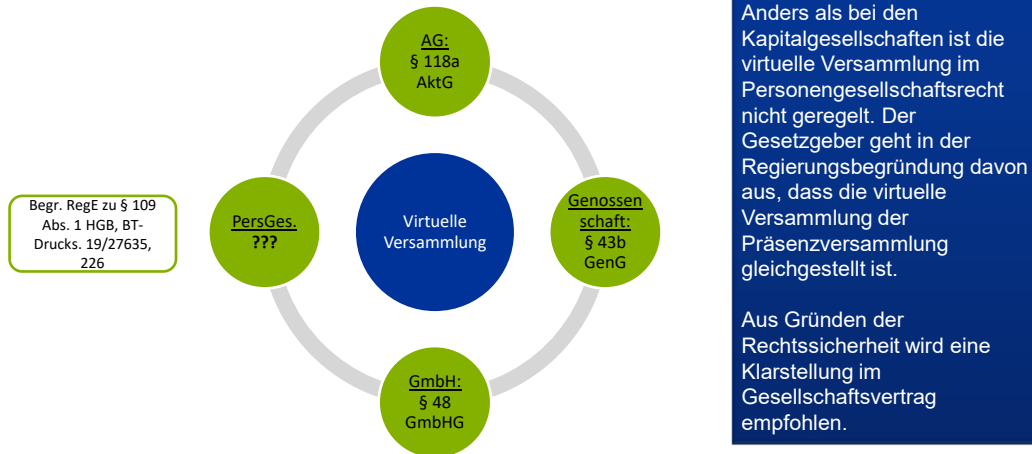 AG:
§ 118a
AktG
Begr. RegE zu § 109
Abs. 1 HGB, BT-
Drucks. 19/27635,
226
PersGes.
???
Virtuelle
Versammlung
Genossen
schaft:
§ 43b
GenG
GmbH:
§ 48
GmbHG
Anders als bei den
Kapitalgesellschaften ist die
virtuelle Versammlung im
Personengesellschaftsrecht
nicht geregelt. Der
Gesetzgeber geht in der
Regierungsbegründung davon
aus, dass die virtuelle
Versammlung der
Präsenzversammlung
gleichgestellt ist.
Aus Gründen der
Rechtssicherheit wird eine
Klarstellung im
Gesellschaftsvertrag
empfohlen.